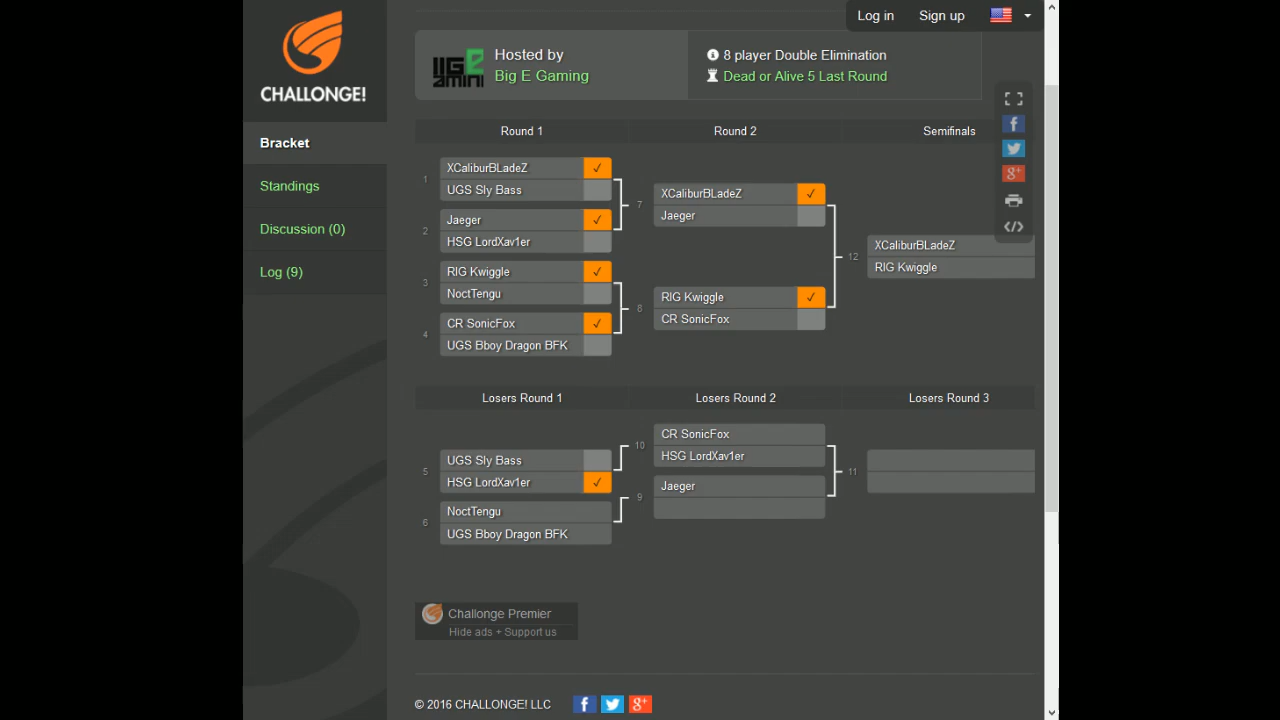 Log in
Sign up
CHALLONGE!
Hosted by
Big E Gaming
8 player Double Elimination
Dead or Alive 5 Last Round
Bracket
Standings
Discussion (0)
Log (9)
Round 1
Round 2
Semifinals
1
XCaliburBLadeZ
UGS Sly Bass
2
Jaeger
HSG LordXav1er
3
RIG Kwiggle
NoctTengu
4
CR SonicFox
UGS Bboy Dragon BFK
7
XCaliburBLadeZ
Jaeger
8
RIG Kwiggle
CR SonicFox
12
XCaliburBLadeZ
RIG Kwiggle
Losers Round 1
Losers Round 2
Losers Round 3
5
UGS Sly Bass
HSG LordXav1er
6
NoctTengu
UGS Bboy Dragon BFK
10
CR SonicFox
HSG LordXav1er
9
Jaeger
11
Challonge Premier
Hide ads + Support us
© 2016 CHALLONGE! LLC